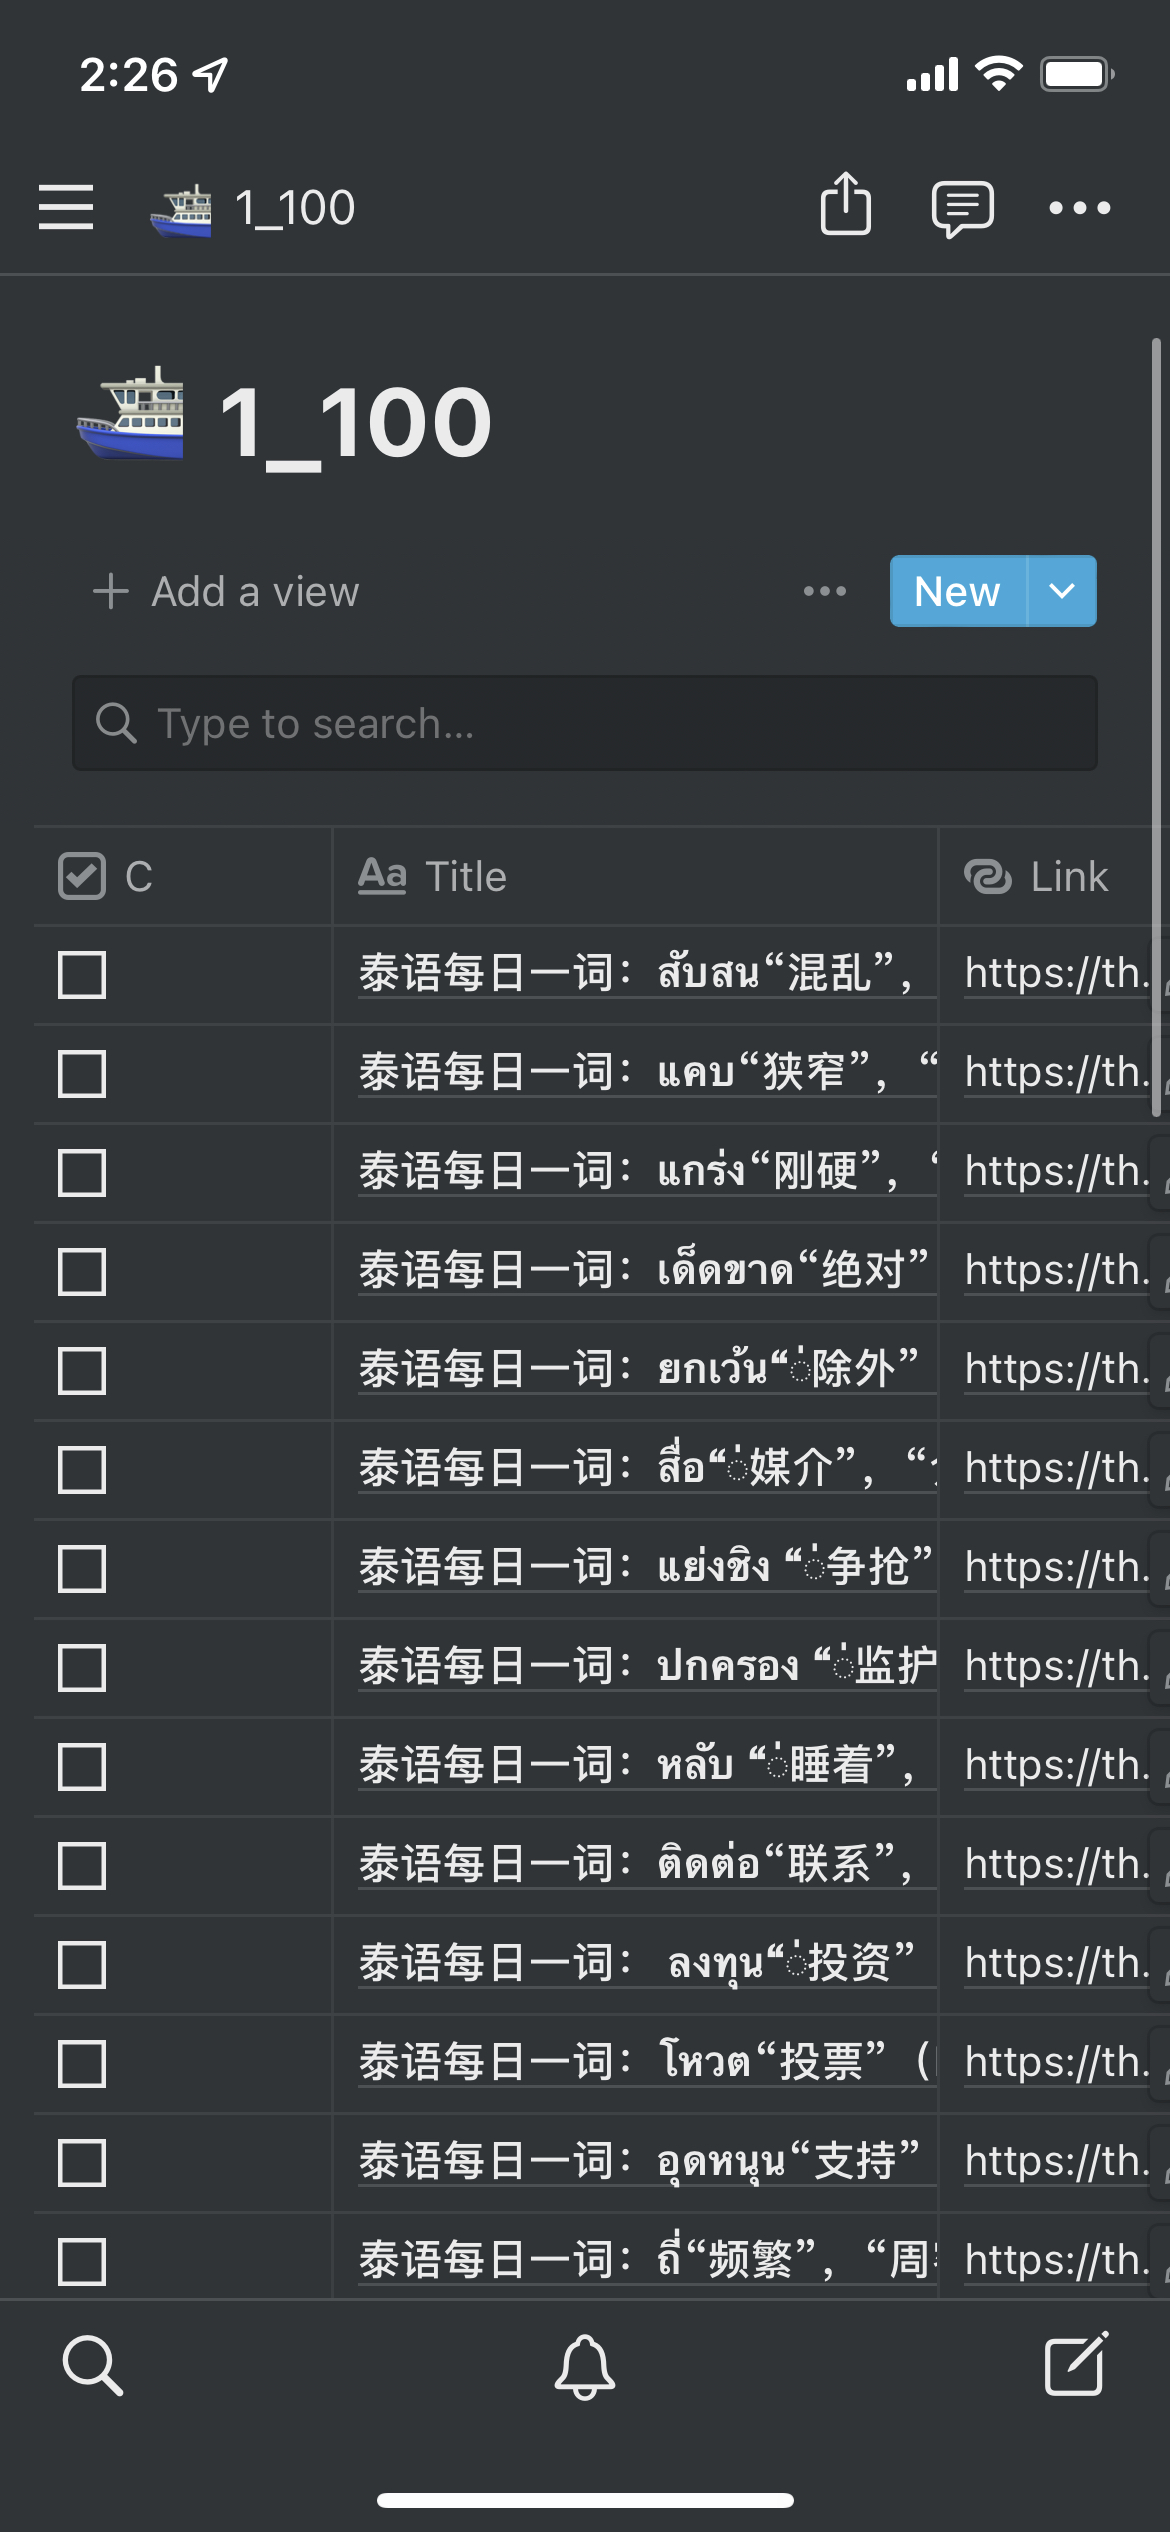 2:26
1_100
1_100
Add a view
New
Type to search...
C Title Link
泰语每日一词：สับสน“混乱”， https://th.
泰语每日一词：แคบ“狭窄”，“ https://th.
泰语每日一词：แกร่ง“刚硬”，“ https://th.
泰语每日一词：เด็ดขาด“绝对” https://th.
泰语每日一词：ยกเว้น“่除外” https://th.
泰语每日一词：สื่อ“่媒介”，“ https://th.
泰语每日一词：แย่งชิง “่争抢” https://th.
泰语每日一词：ปกครอง “่监护 https://th.
泰语每日一词：หลับ “่睡着”， https://th.
泰语每日一词：ติดต่อ“联系”， https://th.
泰语每日一词： ลงทุน“่投资” https://th.
泰语每日一词：โหวต“投票”（ https://th.
泰语每日一词：อุดหนุน“支持” https://th.
泰语每日一词：ถี่“频繁”，“周 https://th.